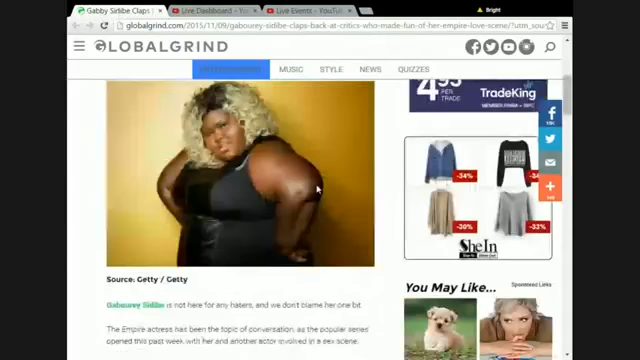 Gabby Sidibe Claps
Live Dashboard - Yo
Live Events - YouT
Bright
globalgrind.com/2015/11/09/gabourey-sidibe-claps-back-at-critics-who-made-fun-of-her-empire-love-scene/?utm_sou
GLOBALGRIND
MUSIC STYLE NEWS QUIZZES
4.95 PER TRADE
TradeKing
-34%
-30%
-33%
SheIn
Source: Getty / Getty
You May Like...
Sponsored Links
Gabourey Sidibe is not here for any haters, and we don't blame her one bit.
The Empire actress has been the topic of conversation, as the popular series
opened this past week with her and another actor involved in a sex scene.